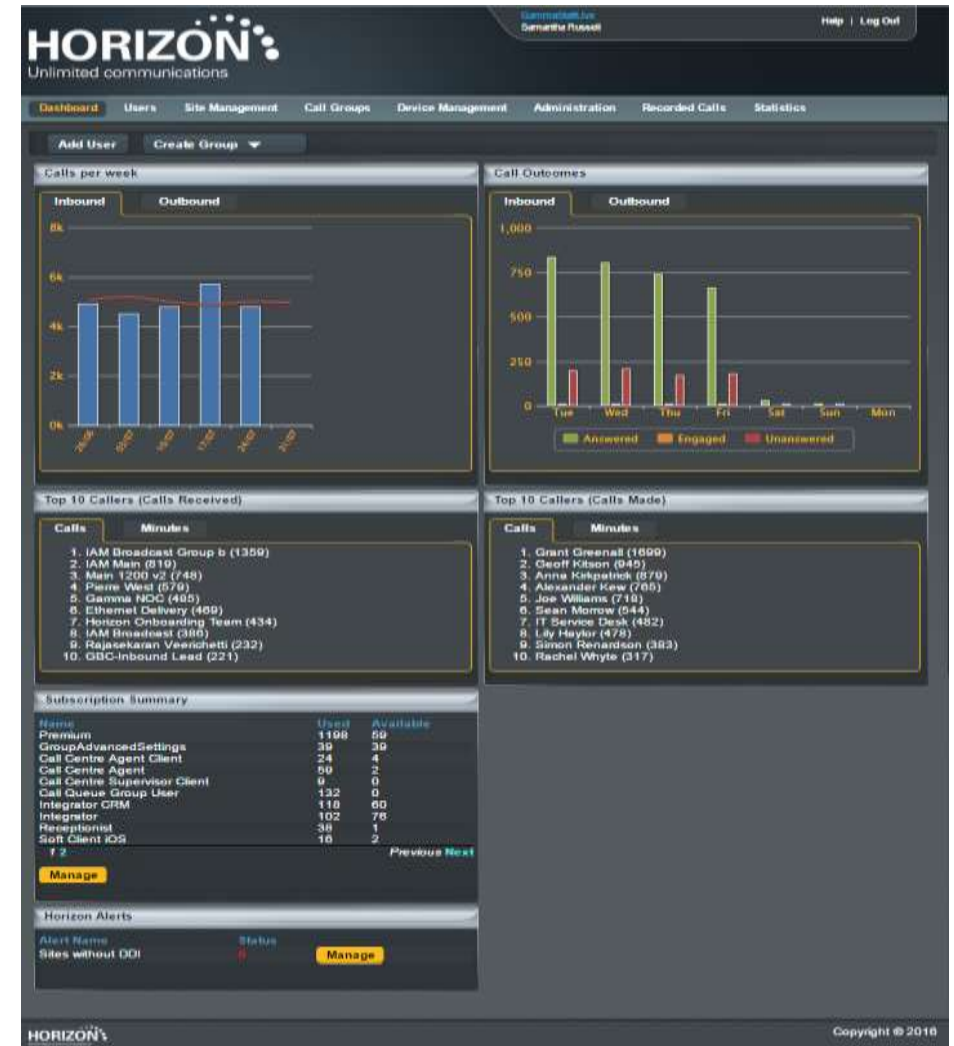 Samantha Russell
Help | Log Out
HORIZON
Unlimited communications
Dashboard Users Site Management Call Groups Device Management Administration Recorded Calls Statistics
Add User Create Group
Calls per week
Inbound Outbound
8k
6k
4k
2k
0k
17/07 24/07 31/07
Call Outcomes
Inbound Outbound
1,000
750
500
250
0
Tue Wed Thu Fri Sat Sun Mon
Answered Engaged Unanswered
Top 10 Callers (Calls Received)
Calls Minutes
1. IAM Broadcast Group b (1359)
2. IAM Main (819)
3. Main 1200 v2 (748)
4. Pierre West (579)
5. Gamma NOC (495)
6. Ethernet Delivery (469)
7. Horizon Onboarding Team (434)
8. IAM Broadcast (386)
9. Rajasekaran Veerichetti (232)
10. GBC-Inbound Lead (221)
Top 10 Callers (Calls Made)
Calls Minutes
1. Grant Greenall (1699)
2. Geoff Kitson (945)
3. Anna Kirkpatrick (879)
4. Alexander Kew (765)
5. Joe Williams (719)
6. Sean Morrow (544)
7. IT Service Desk (482)
8. Lily Haylor (478)
9. Simon Renardson (383)
10. Rachel Whyte (317)
Subscription Summary
Name Used Available
Premium 1198 59
GroupAdvancedSettings 39 39
Call Centre Agent Client 24 4
Call Centre Agent 50 2
Call Centre Supervisor Client 9 0
Call Queue Group User 132 0
Integrator CRM 118 60
Integrator 102 76
Receptionist 38 1
Soft Client iOS 16 2
1 2 Previous Next
Manage
Horizon Alerts
Alert Name Status
Sites without DDI Manage
HORIZON
Copyright © 2016